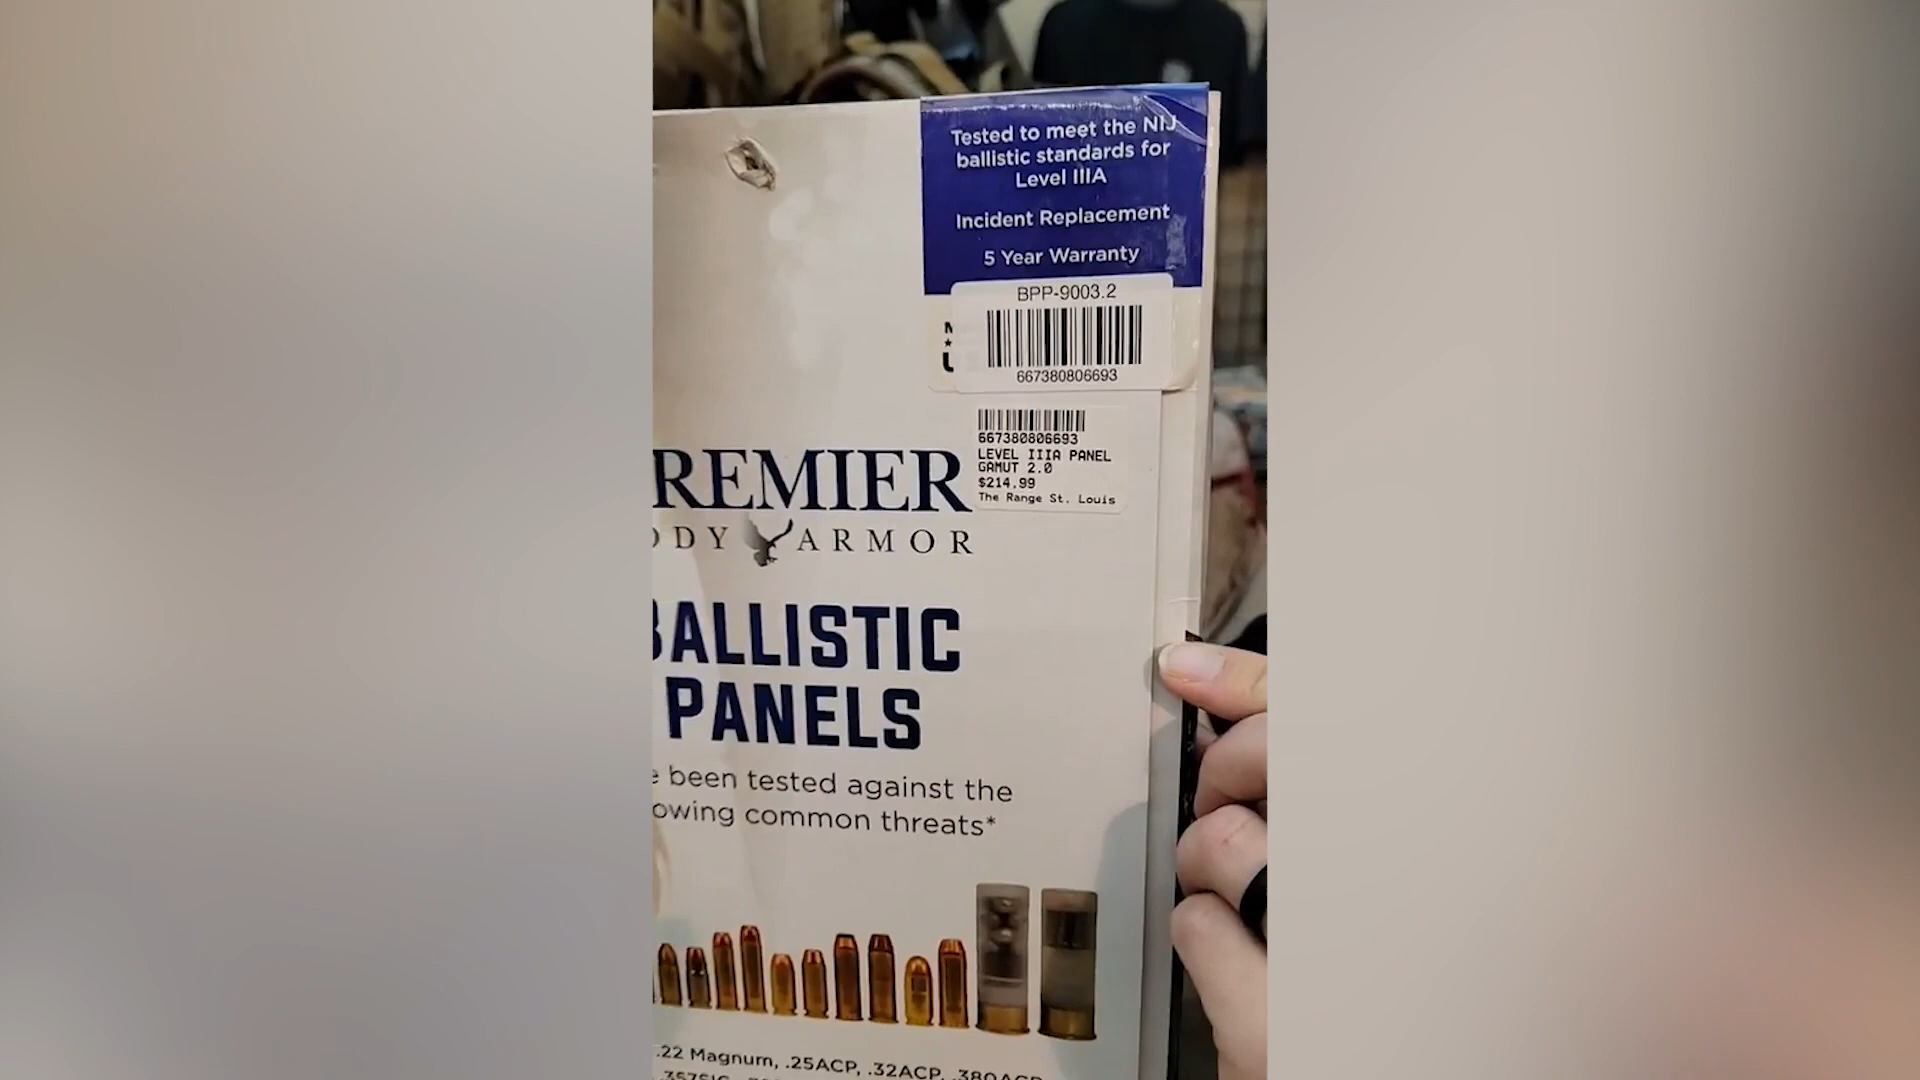 Tested to meet the NIJ
ballistic standards for
Level IIIA
Incident Replacement
5 Year Warranty
BPP-9003.2
667380806693
667380806693
LEVEL IIIA PANEL
GAMUT 2.0
$214.99
The Range St. Louis
REMIER
ODY ARMOR
BALLISTIC
PANELS
e been tested against the
owing common threats*
.22 Magnum, .25ACP, .32ACP, .380ACP
.357SIG,